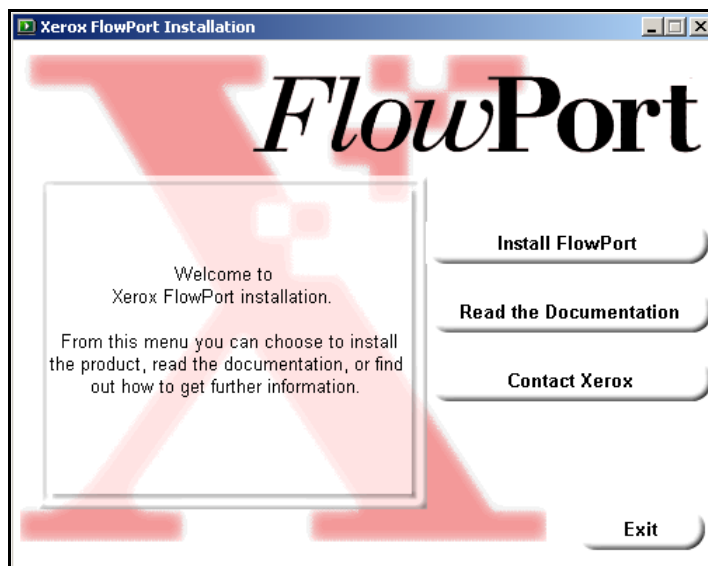 Xerox FlowPort Installation
FlowPort
Welcome to
Xerox FlowPort installation.
From this menu you can choose to install
the product, read the documentation, or find
out how to get further information.
Install FlowPort
Read the Documentation
Contact Xerox
Exit